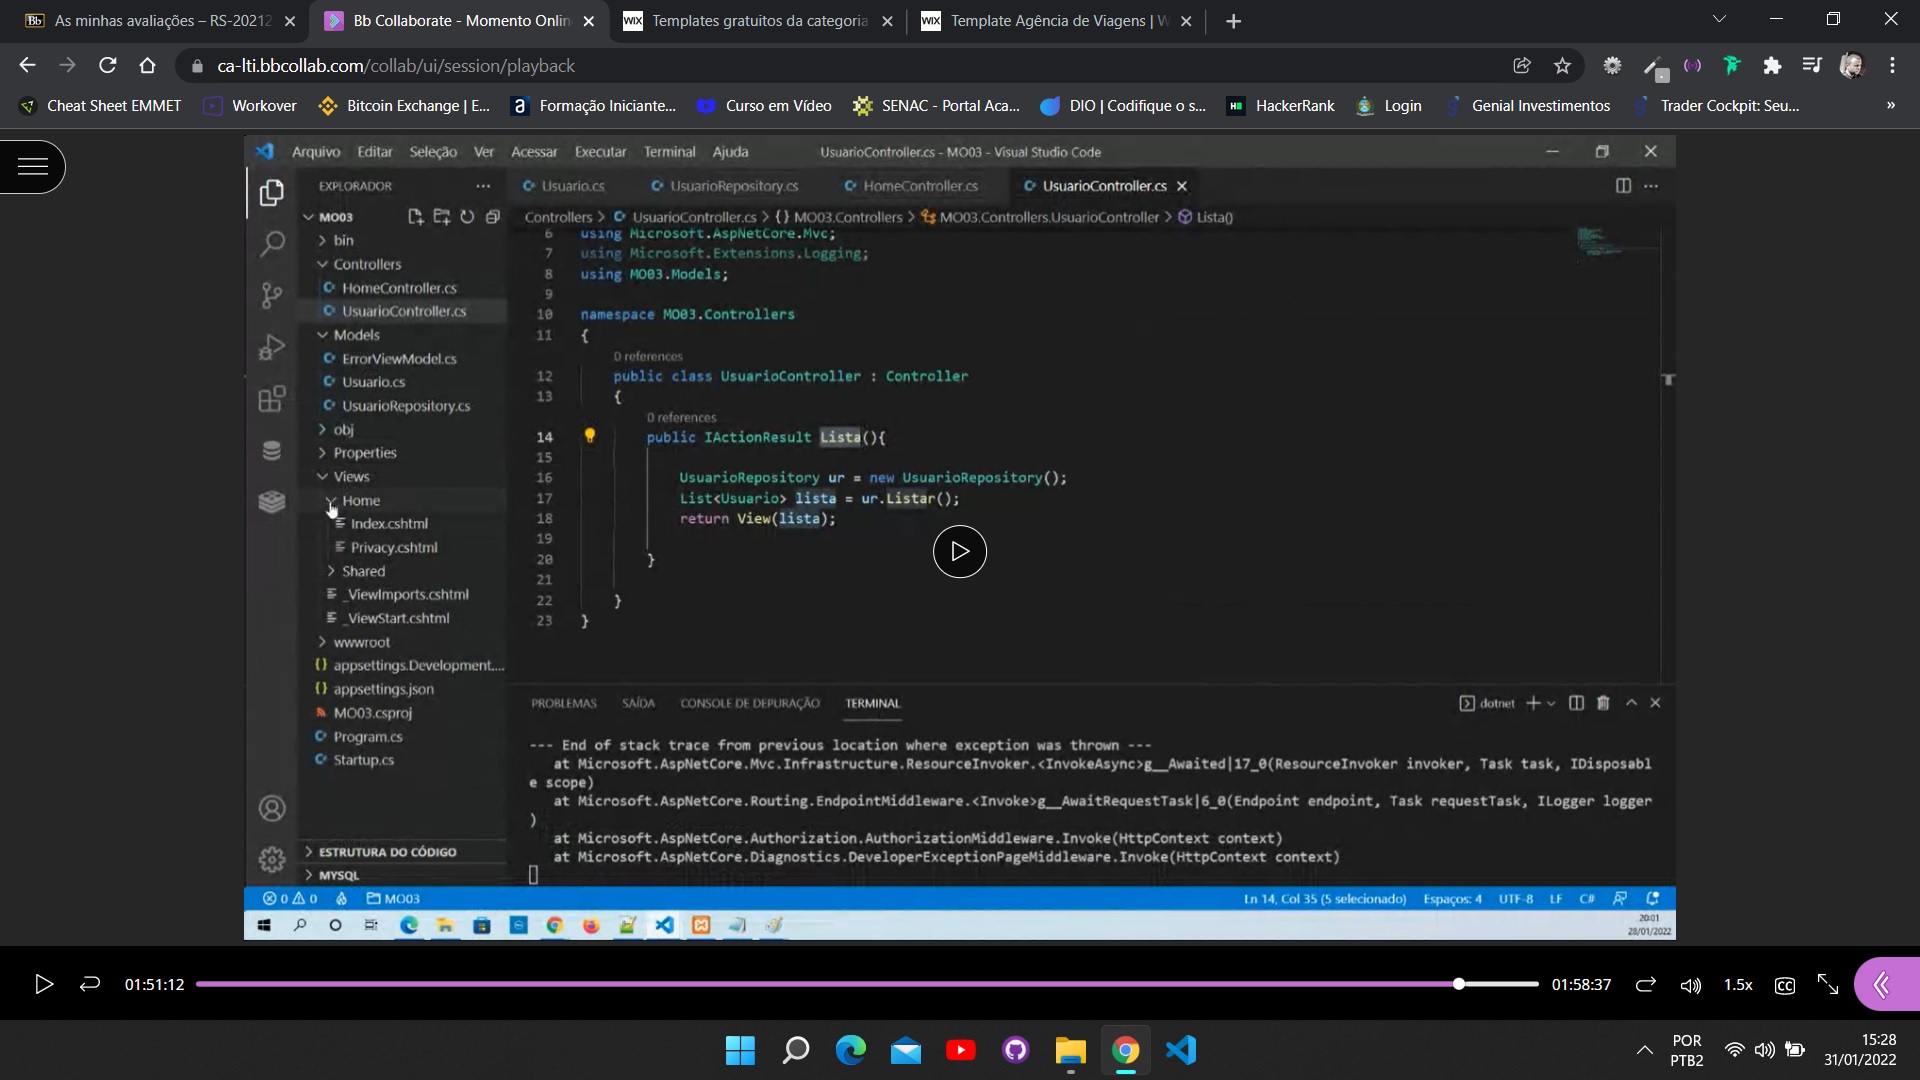 As minhas avaliações – RS-20212
Bb Collaborate - Momento Onlin
Templates gratuitos da categoria
Template Agência de Viagens | W
ca-lti.bbcollab.com/collab/ui/session/playback
Cheat Sheet EMMET
Workover
Bitcoin Exchange | E...
Formação Iniciante...
Curso em Vídeo
SENAC - Portal Aca...
DIO | Codifique o s...
HackerRank
Login
Genial Investimentos
Trader Cockpit: Seu...
»
Arquivo Editar Seleção Ver Acessar Executar Terminal Ajuda
UsuarioController.cs - MO03 - Visual Studio Code
EXPLORADOR
MO03
bin
Controllers
HomeController.cs
UsuarioController.cs
Models
ErrorViewModel.cs
Usuario.cs
UsuarioRepository.cs
obj
Properties
Views
Home
Index.cshtml
Privacy.cshtml
Shared
_ViewImports.cshtml
_ViewStart.cshtml
wwwroot
appsettings.Development....
appsettings.json
MO03.csproj
Program.cs
Startup.cs
ESTRUTURA DO CÓDIGO
MYSQL
Usuario.cs
UsuarioRepository.cs
HomeController.cs
UsuarioController.cs
Controllers > UsuarioController.cs > {} MO03.Controllers > MO03.Controllers.UsuarioController > Lista()
6 using Microsoft.AspNetCore.Mvc;
7 using Microsoft.Extensions.Logging;
8 using MO03.Models;
9
10 namespace MO03.Controllers
11 {
0 references
12 public class UsuarioController : Controller
13 {
0 references
14 public IActionResult Lista(){
15
16 UsuarioRepository ur = new UsuarioRepository();
17 List<Usuario> lista = ur.Listar();
18 return View(lista);
19
20 }
21
22 }
23 }
PROBLEMAS SAÍDA CONSOLE DE DEPURAÇÃO TERMINAL
dotnet
--- End of stack trace from previous location where exception was thrown ---
at Microsoft.AspNetCore.Mvc.Infrastructure.ResourceInvoker.<InvokeAsync>g__Awaited|17_0(ResourceInvoker invoker, Task task, IDisposabl
e scope)
at Microsoft.AspNetCore.Routing.EndpointMiddleware.<Invoke>g__AwaitRequestTask|6_0(Endpoint endpoint, Task requestTask, ILogger logger
)
at Microsoft.AspNetCore.Authorization.AuthorizationMiddleware.Invoke(HttpContext context)
at Microsoft.AspNetCore.Diagnostics.DeveloperExceptionPageMiddleware.Invoke(HttpContext context)
0 0 MO03
Ln 14, Col 35 (5 selecionado) Espaços: 4 UTF-8 LF C#
20:01
28/01/2022
01:51:12
01:58:37
1.5x
CC
POR
PTB2
15:28
31/01/2022